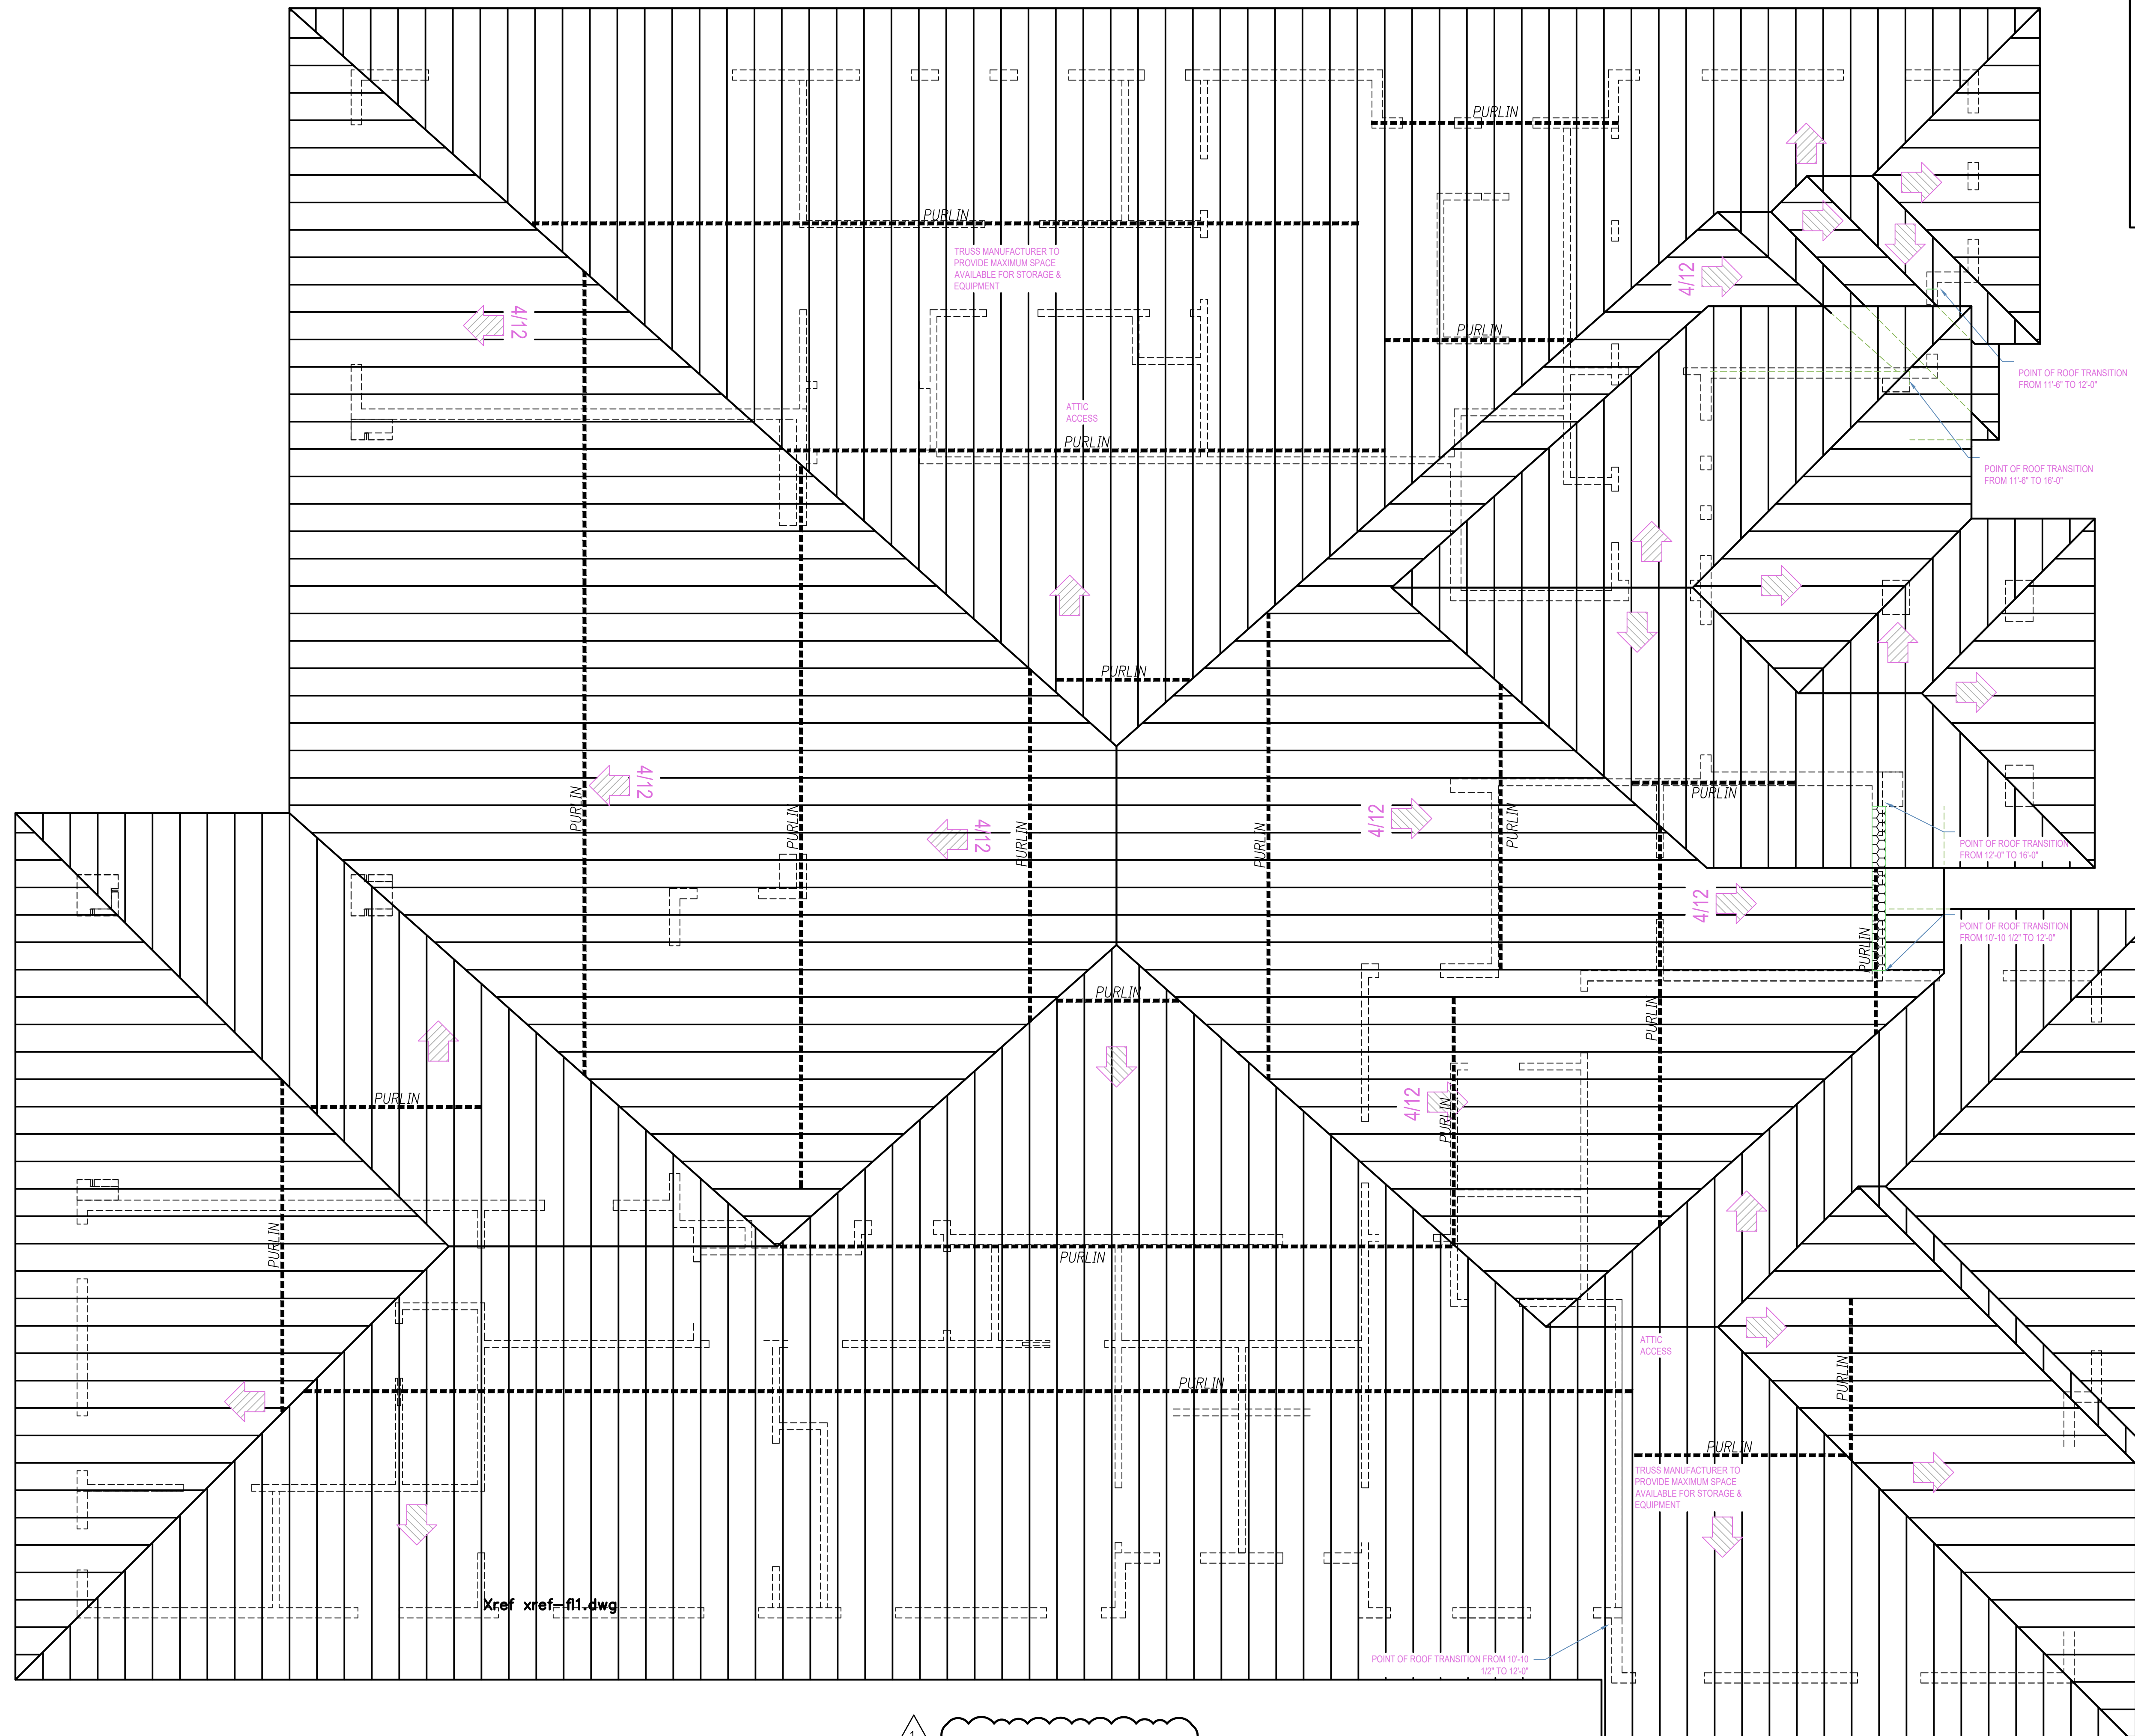 PURLIN
PURLIN
TRUSS MANUFACTURER TO
PROVIDE MAXIMUM SPACE
AVAILABLE FOR STORAGE &
EQUIPMENT
4/12
4/12
PURLIN
POINT OF ROOF TRANSITION
FROM 11'-6" TO 12'-0"
ATTIC
ACCESS
PURLIN
POINT OF ROOF TRANSITION
FROM 11'-6" TO 16'-0"
PURLIN
4/12
PURLIN
PURLIN
PURLIN
4/12
PURLIN
PURLIN
4/12
PURLIN
PURLIN
POINT OF ROOF TRANSITION
FROM 12'-0" TO 16'-0"
4/12
POINT OF ROOF TRANSITION
FROM 10'-10 1/2" TO 12'-0"
PURLIN
PURLIN
PURLIN
PURLIN
4/12
PURLIN
PURLIN
PURLIN
ATTIC
ACCESS
PURLIN
PURLIN
PURLIN
TRUSS MANUFACTURER TO
PROVIDE MAXIMUM SPACE
AVAILABLE FOR STORAGE &
EQUIPMENT
Xref xref-fl1.dwg
POINT OF ROOF TRANSITION FROM 10'-10
1/2" TO 12'-0"
1